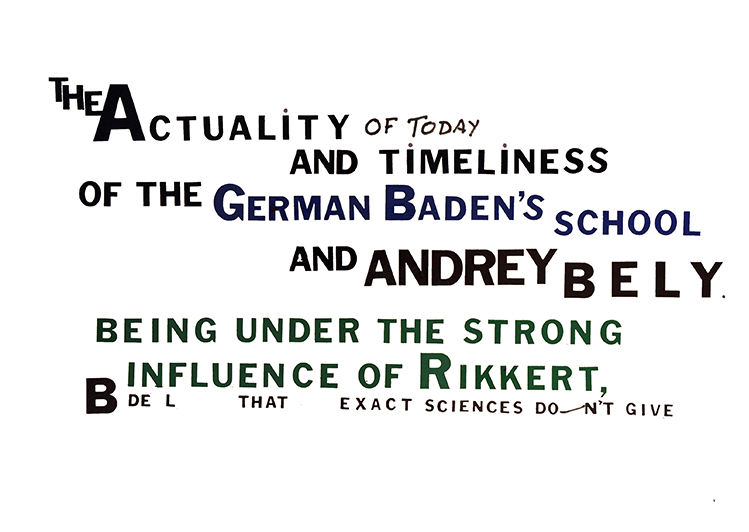 THE ACTUALiTY OF TODAY
AND TiMELiNESS
OF THE GERMAN BADEN'S SCHOOL
AND ANDREY BELY.
BEING UNDER THE STRONG
INFLUENCE OF RIKKERT,
B DE L THAT EXACT SCIENCES DON'T GIVE